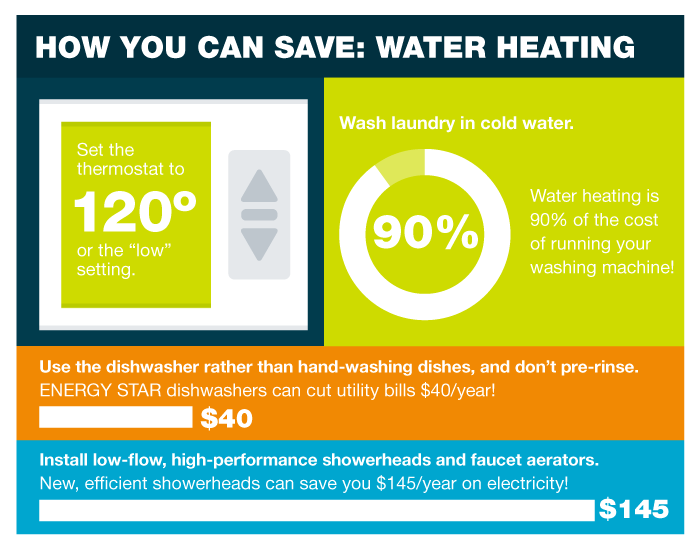 HOW YOU CAN SAVE: WATER HEATING
Set the
thermostat to
120º
or the “low”
setting.
Wash laundry in cold water.
90%
Water heating is
90% of the cost
of running your
washing machine!
Use the dishwasher rather than hand-washing dishes, and don’t pre-rinse.
ENERGY STAR dishwashers can cut utility bills $40/year!
$40
Install low-flow, high-performance showerheads and faucet aerators.
New, efficient showerheads can save you $145/year on electricity!
$145